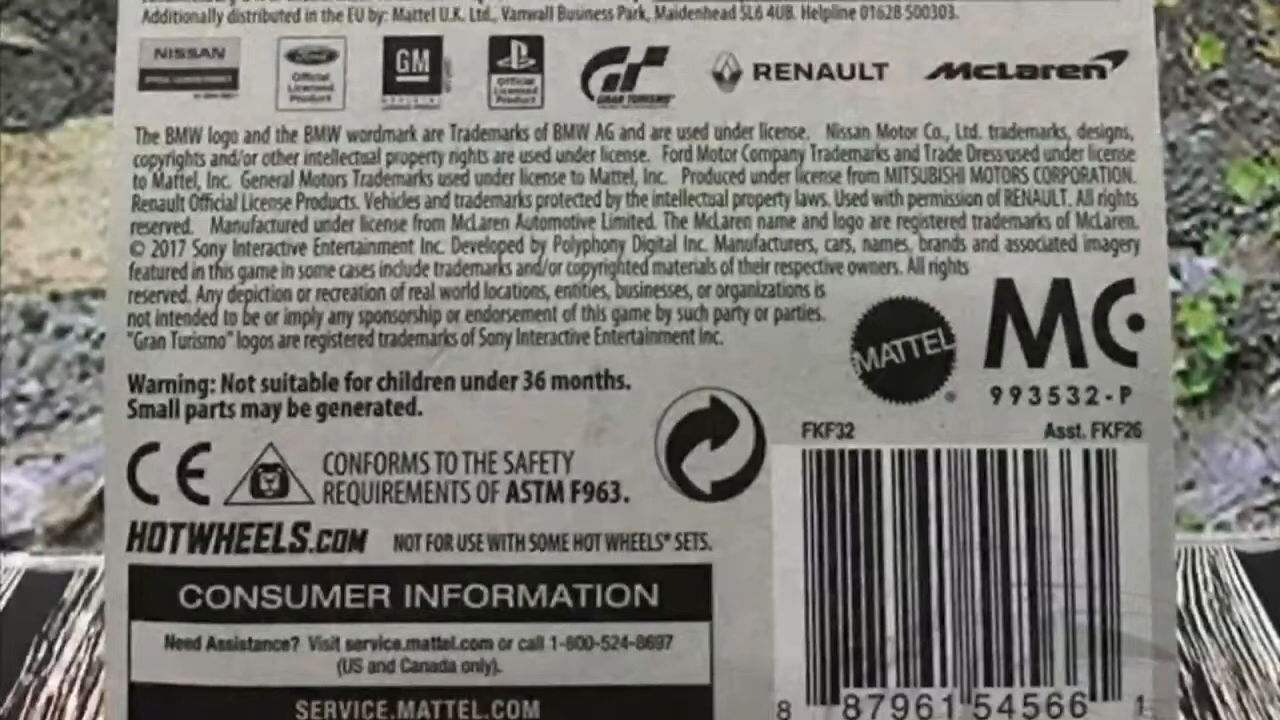 Additionally distributed in the EU by: Mattel U.K. Ltd., Vanwall Business Park, Maidenhead SL6 4UB. Helpline 01628 500303.
NISSAN
Ford
Official Licensed Product
GM
OFFICIAL
Official Licensed Product
GT
GRAN TURISMO
RENAULT
McLaren
The BMW logo and the BMW wordmark are Trademarks of BMW AG and are used under license. Nissan Motor Co., Ltd. trademarks, designs,
copyrights and/or other intellectual property rights are used under license. Ford Motor Company Trademarks and Trade Dress used under license
to Mattel, Inc. General Motors Trademarks used under license to Mattel, Inc. Produced under license from MITSUBISHI MOTORS CORPORATION.
Renault Official License Products. Vehicles and trademarks protected by the intellectual property laws. Used with permission of RENAULT. All rights
reserved. Manufactured under license from McLaren Automotive Limited. The McLaren name and logo are registered trademarks of McLaren.
© 2017 Sony Interactive Entertainment Inc. Developed by Polyphony Digital Inc. Manufacturers, cars, names, brands and associated imagery
featured in this game in some cases include trademarks and/or copyrighted materials of their respective owners. All rights
reserved. Any depiction or recreation of real world locations, entities, businesses, or organizations is
not intended to be or imply any sponsorship or endorsement of this game by such party or parties.
"Gran Turismo" logos are registered trademarks of Sony Interactive Entertainment Inc.
MATTEL®
MC
993532-P
Warning: Not suitable for children under 36 months.
Small parts may be generated.
FKF32
Asst. FKF26
CE
CONFORMS TO THE SAFETY
REQUIREMENTS OF ASTM F963.
HOTWHEELS.COM NOT FOR USE WITH SOME HOT WHEELS® SETS.
CONSUMER INFORMATION
Need Assistance? Visit service.mattel.com or call 1-800-524-8697
(US and Canada only).
SERVICE.MATTEL.COM
8 87961 54566 1